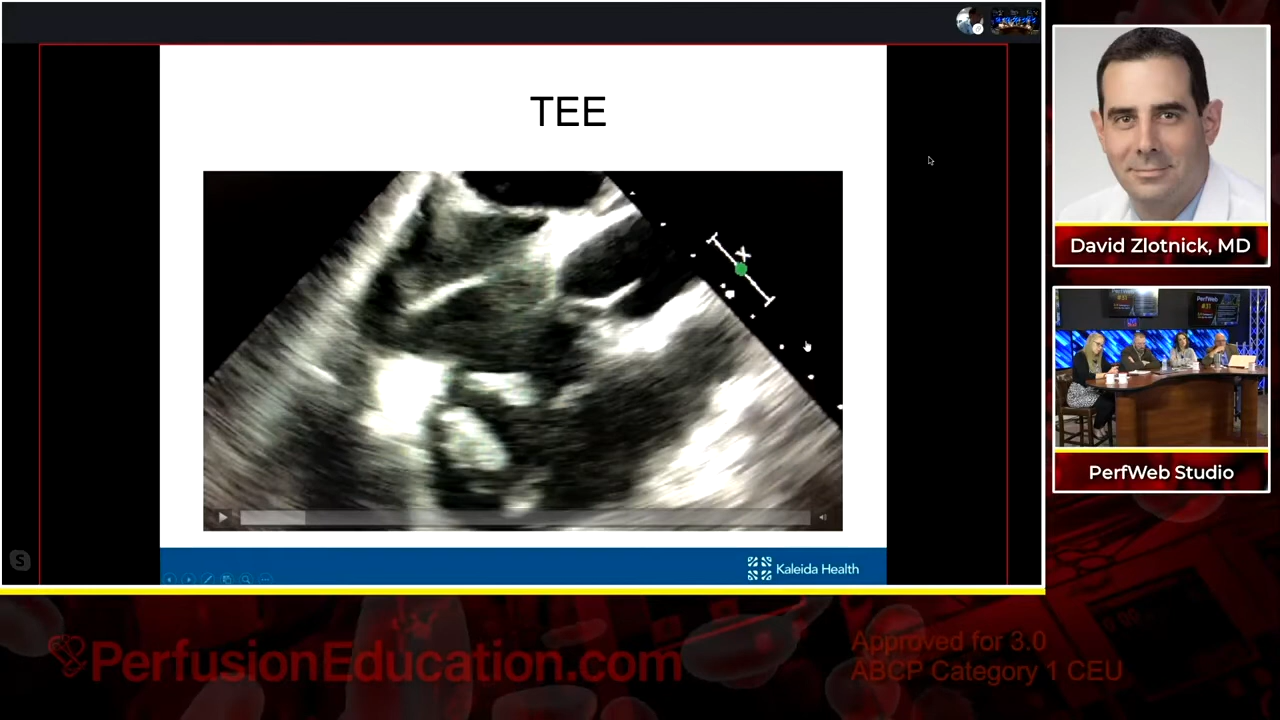 TEE
David Zlotnick, MD
PerfWeb Studio
Kaleida Health
PerfusionEducation.com
Approved for 3.0
ABCP Category 1 CEU